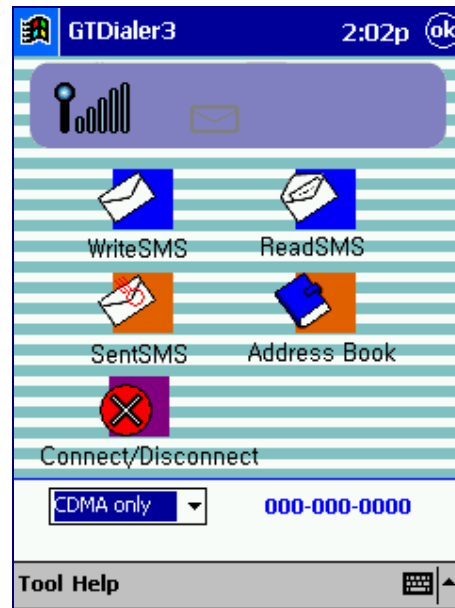 GTDialer3 2:02p ok
WriteSMS ReadSMS
SentSMS Address Book
Connect/Disconnect
CDMA only 000-000-0000
Tool Help